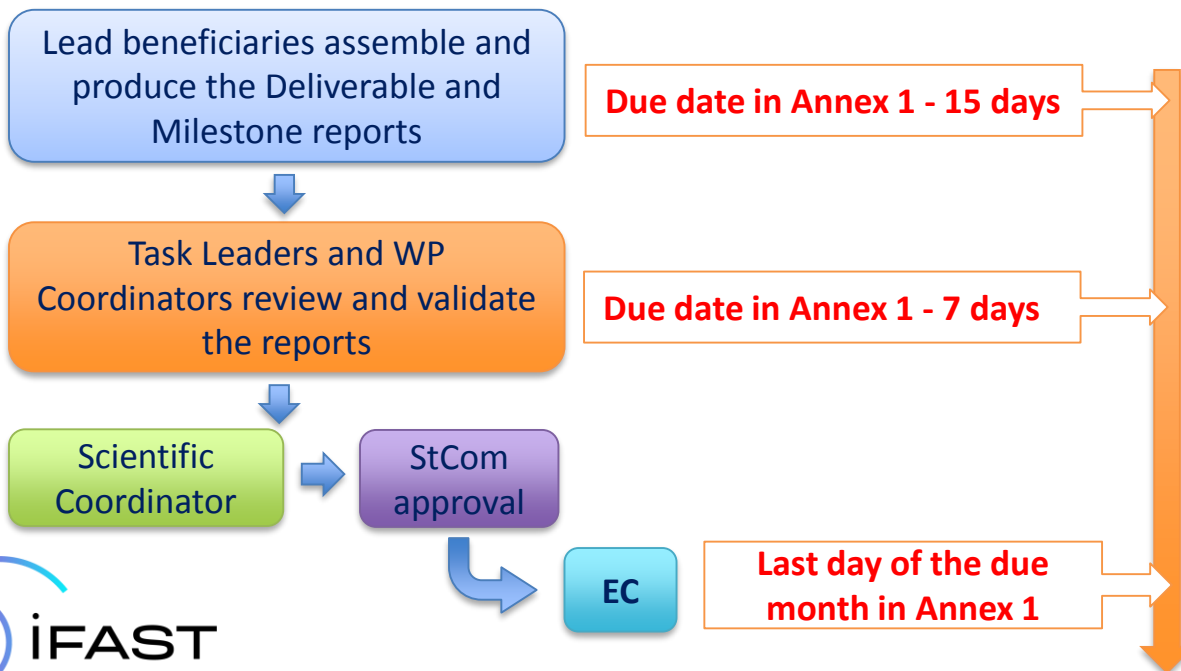 Lead beneficiaries assemble and
produce the Deliverable and
Milestone reports
Due date in Annex 1 - 15 days
Task Leaders and WP
Coordinators review and validate
the reports
Due date in Annex 1 - 7 days
Scientific
Coordinator
StCom
approval
EC
Last day of the due
month in Annex 1
iFAST